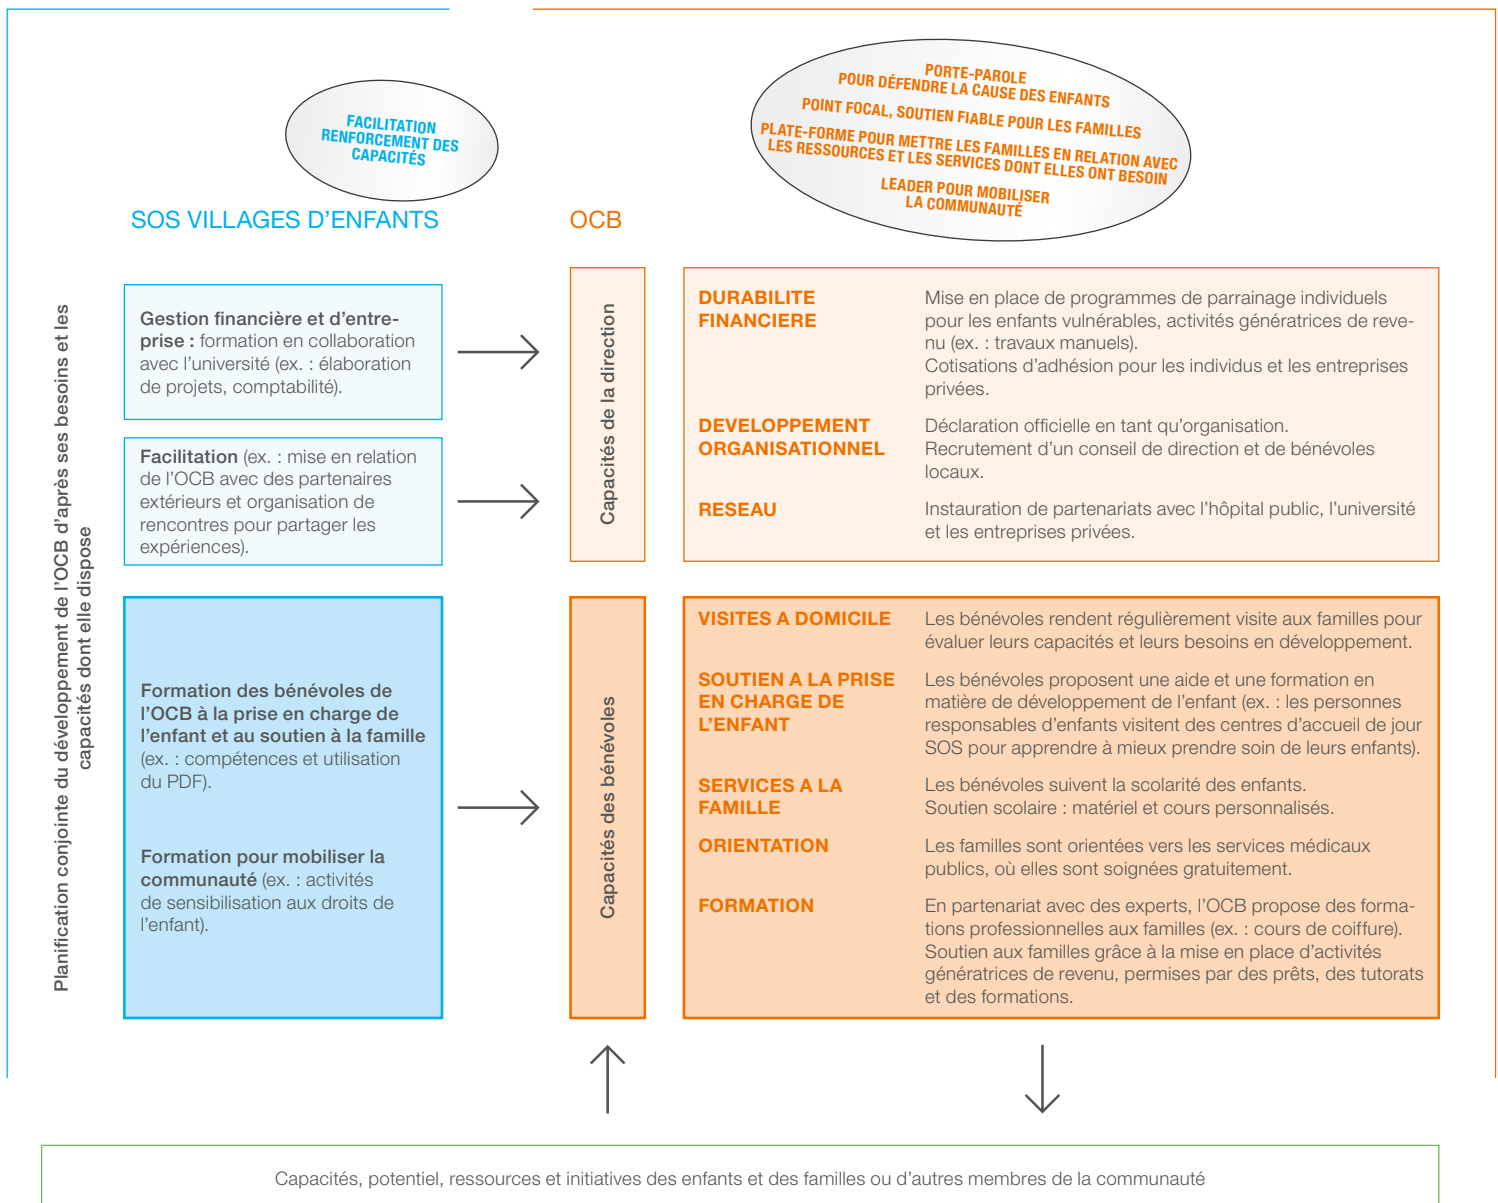 FACILITATION
RENFORCEMENT DES
CAPACITÉS
PORTE-PAROLE
POUR DÉFENDRE LA CAUSE DES ENFANTS
POINT FOCAL, SOUTIEN FIABLE POUR LES FAMILLES
PLATE-FORME POUR METTRE LES FAMILLES EN RELATION AVEC
LES RESSOURCES ET LES SERVICES DONT ELLES ONT BESOIN
LEADER POUR MOBILISER
LA COMMUNAUTÉ
SOS VILLAGES D'ENFANTS
OCB
Planification conjointe du développement de l'OCB d'après ses besoins et les
capacités dont elle dispose
Gestion financière et d'entre-
prise : formation en collaboration
avec l'université (ex. : élaboration
de projets, comptabilité).
Facilitation (ex. : mise en relation
de l'OCB avec des partenaires
extérieurs et organisation de
rencontres pour partager les
expériences).
Capacités de la direction
DURABILITE
FINANCIERE
Mise en place de programmes de parrainage individuels
pour les enfants vulnérables, activités génératrices de reve-
nu (ex. : travaux manuels).
Cotisations d'adhésion pour les individus et les entreprises
privées.
DEVELOPPEMENT
ORGANISATIONNEL
Déclaration officielle en tant qu'organisation.
Recrutement d'un conseil de direction et de bénévoles
locaux.
RESEAU
Instauration de partenariats avec l'hôpital public, l'université
et les entreprises privées.
Formation des bénévoles de
l'OCB à la prise en charge de
l'enfant et au soutien à la famille
(ex. : compétences et utilisation
du PDF).
Formation pour mobiliser la
communauté (ex. : activités
de sensibilisation aux droits de
l'enfant).
Capacités des bénévoles
VISITES A DOMICILE
Les bénévoles rendent régulièrement visite aux familles pour
évaluer leurs capacités et leurs besoins en développement.
SOUTIEN A LA PRISE
EN CHARGE DE
L'ENFANT
Les bénévoles proposent une aide et une formation en
matière de développement de l'enfant (ex. : les personnes
responsables d'enfants visitent des centres d'accueil de jour
SOS pour apprendre à mieux prendre soin de leurs enfants).
SERVICES A LA
FAMILLE
Les bénévoles suivent la scolarité des enfants.
Soutien scolaire : matériel et cours personnalisés.
ORIENTATION
Les familles sont orientées vers les services médicaux
publics, où elles sont soignées gratuitement.
FORMATION
En partenariat avec des experts, l'OCB propose des forma-
tions professionnelles aux familles (ex. : cours de coiffure).
Soutien aux familles grâce à la mise en place d'activités
génératrices de revenu, permises par des prêts, des tutorats
et des formations.
Capacités, potentiel, ressources et initiatives des enfants et des familles ou d'autres membres de la communauté